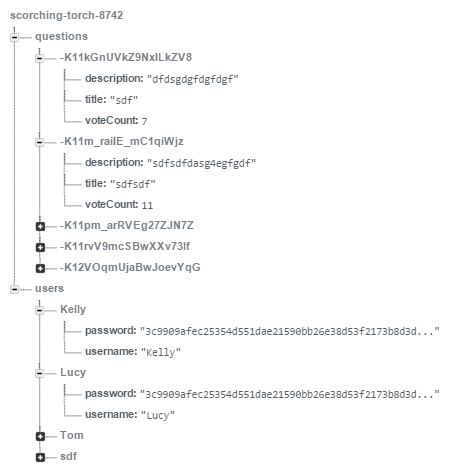 scorching-torch-8742
questions
-K11kGnUVkZ9NxILkZV8
description: "dfdsgdgfdgfdgf"
title: "sdf"
voteCount: 7
-K11m_railE_mC1qiWjz
description: "sdfsdfdasg4egfgdf"
title: "sdfsdf"
voteCount: 11
-K11pm_arRVEg27ZJN7Z
-K11rvV9mcSBwXXv73lf
-K12VOqmUjaBwJoevYqG
users
Kelly
password: "3c9909afec25354d551dae21590bb26e38d53f2173b8d3d..."
username: "Kelly"
Lucy
password: "3c9909afec25354d551dae21590bb26e38d53f2173b8d3d..."
username: "Lucy"
Tom
sdf